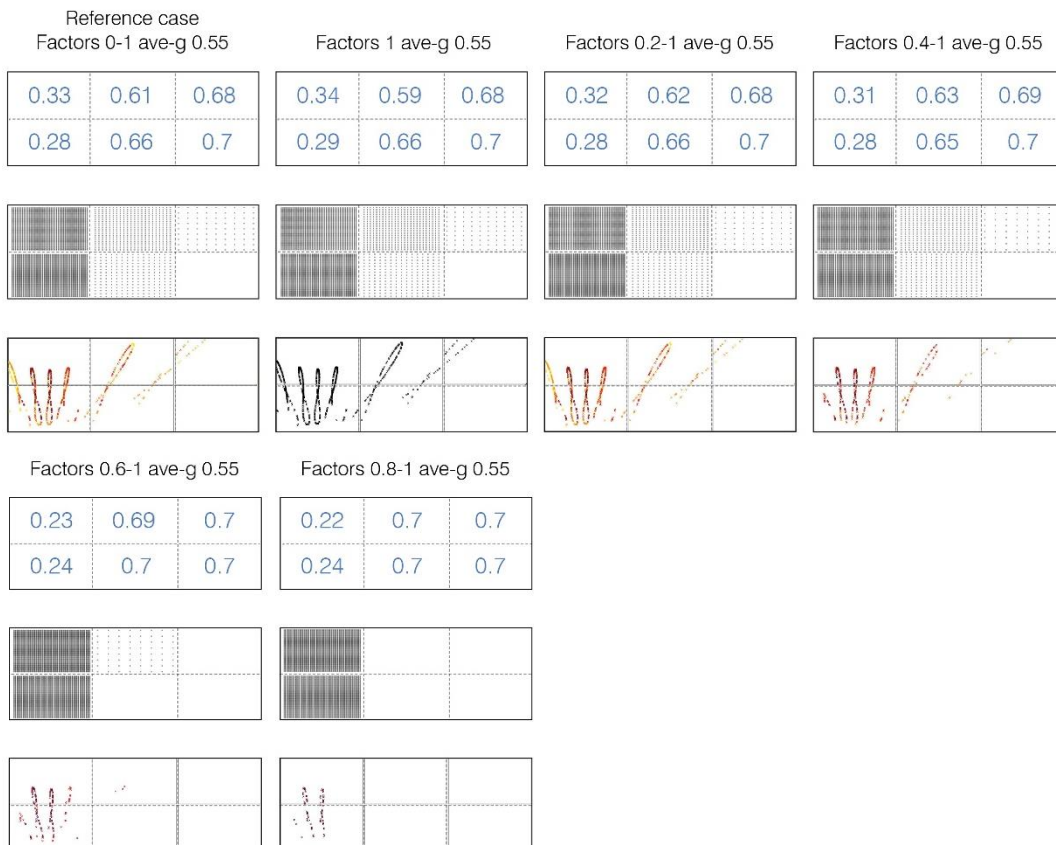 Reference case
Factors 0-1 ave-g 0.55
Factors 1 ave-g 0.55
Factors 0.2-1 ave-g 0.55
Factors 0.4-1 ave-g 0.55
0.33 0.61 0.68
0.28 0.66 0.7
0.34 0.59 0.68
0.29 0.66 0.7
0.32 0.62 0.68
0.28 0.66 0.7
0.31 0.63 0.69
0.28 0.65 0.7
Factors 0.6-1 ave-g 0.55
Factors 0.8-1 ave-g 0.55
0.23 0.69 0.7
0.24 0.7 0.7
0.22 0.7 0.7
0.24 0.7 0.7